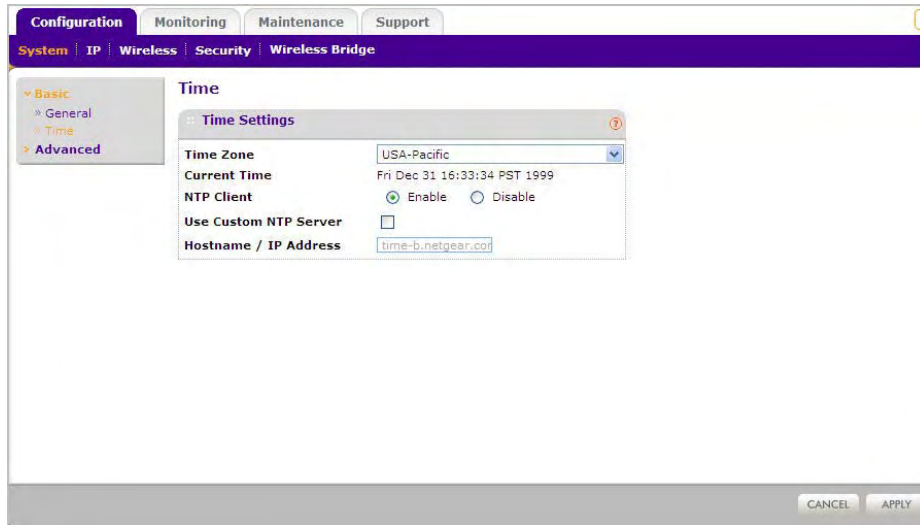 Configuration Monitoring Maintenance Support
System IP Wireless Security Wireless Bridge
Basic
General
Time
Advanced
Time
Time Settings
Time Zone USA-Pacific
Current Time Fri Dec 31 16:33:34 PST 1999
NTP Client Enable Disable
Use Custom NTP Server
Hostname / IP Address time-b.netgear.cor
CANCEL APPLY